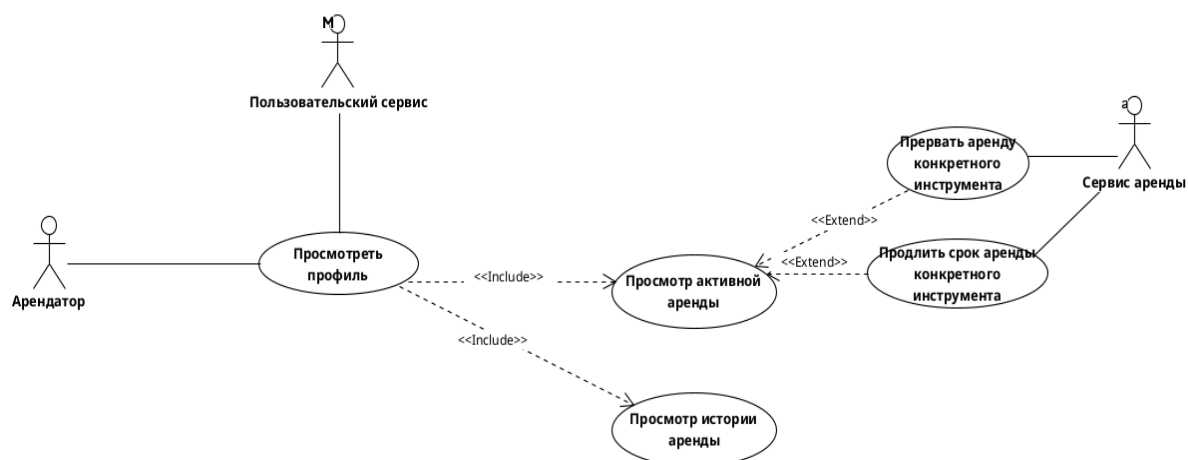 М
Пользовательский сервис
а
Прервать аренду
конкретного
инструмента
Сервис аренды
<<Extend>>
Просмотреть
профиль
Продлить срок аренды
конкретного
инструмента
<<Extend>>
Арендатор
<<Include>>
Просмотр активной
аренды
<<Include>>
Просмотр истории
аренды